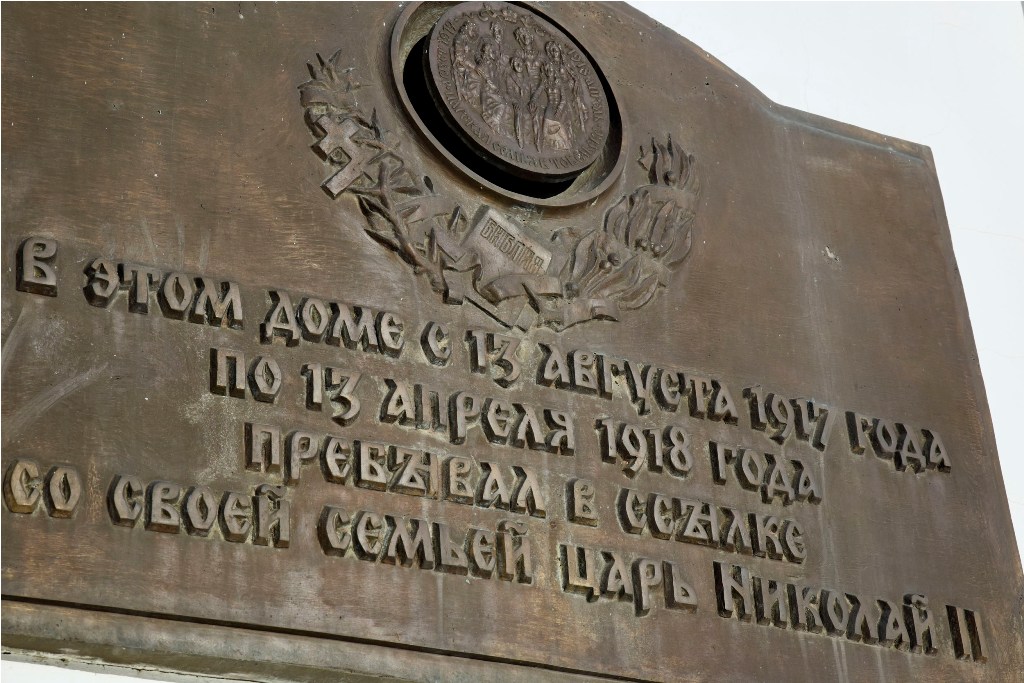 БИБЛИЯ
В ЭТОМ ДОМЕ С 13 АВГУСТА 1917 ГОДА
ПО 13 АПРЕЛЯ 1918 ГОДА
ПРЕБЫВАЛ В ССЫЛКЕ
СО СВОЕЙ СЕМЬЕЙ ЦАРЬ НИКОЛАЙ II